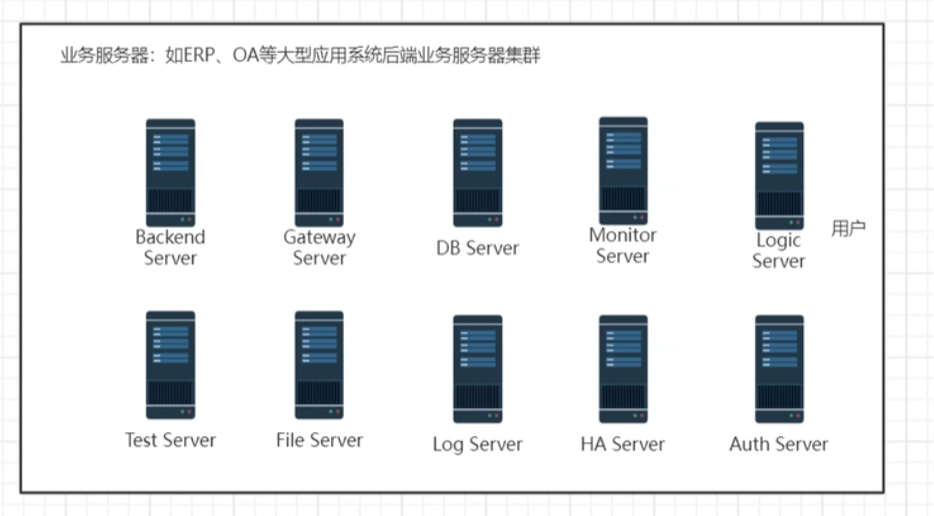 业务服务器：如ERP、OA等大型应用系统后端业务服务器集群
Backend
Server
Gateway
Server
DB Server
Monitor
Server
Logic
Server
用户
Test Server
File Server
Log Server
HA Server
Auth Server